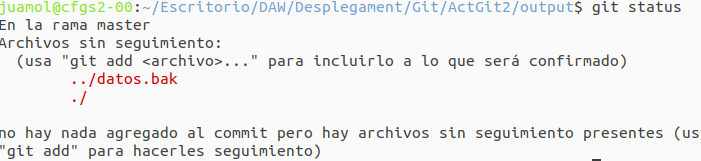 juamol@cfgs2-00:~/Escritorio/DAW/Desplegament/Git/ActGit2/output$ git status
En la rama master
Archivos sin seguimiento:
  (usa "git add <archivo>..." para incluirlo a lo que será confirmado)
        ../datos.bak
        ./

no hay nada agregado al commit pero hay archivos sin seguimiento presentes (us
"git add" para hacerles seguimiento)